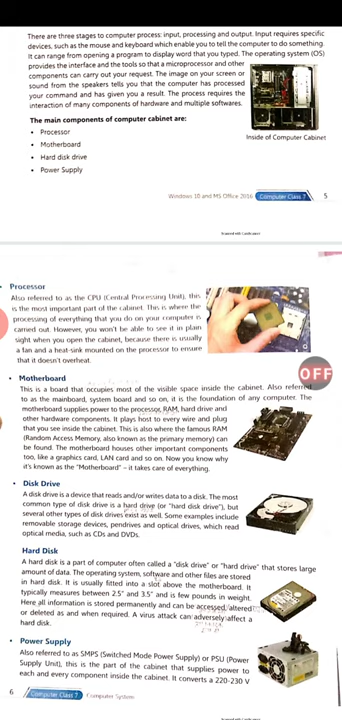 There are three stages to computer process: input, processing and output. Input requires specific
devices, such as the mouse and keyboard which enable you to tell the computer to do something.
It can range from opening a program to display word that you typed. The operating system (OS)
provides the interface and the tools so that a microprocessor and other
components can carry out your request. The image on your screen or
sound from the speakers tells you that the computer has processed
your command and has given you a result. The process requires the
interaction of many components of hardware and multiple softwares.
The main components of computer cabinet are:
• Processor
• Motherboard
• Hard disk drive
• Power Supply
Inside of Computer Cabinet
Windows 10 and MS Office 2016 Computer Class 7 5
• Processor
Also referred to as the CPU (Central Processing Unit), this
is the most important part of the cabinet. This is where the
processing of everything that you do on your computer is
carried out. However, you won't be able to see it in plain
sight when you open the cabinet, because there is usually
a fan and a heat-sink mounted on the processor to ensure
that it doesn't overheat.
OFF
• Motherboard
This is a board that occupies most of the visible space inside the cabinet. Also referred
to as the mainboard, system board and so on, it is the foundation of any computer. The
motherboard supplies power to the processor, RAM, hard drive and
other hardware components. It plays host to every wire and plug
that you see inside the cabinet. This is also where the famous RAM
(Random Access Memory, also known as the primary memory) can
be found. The motherboard houses other important components
too, like a graphics card, LAN card and so on. Now you know why
it's known as the "Motherboard" – it takes care of everything.
• Disk Drive
A disk drive is a device that reads and/or writes data to a disk. The most
common type of disk drive is a hard drive (or "hard disk drive"), but
several other types of disk drives exist as well. Some examples include
removable storage devices, pendrives and optical drives, which read
optical media, such as CDs and DVDs.
Hard Disk
A hard disk is a part of computer often called a "disk drive" or "hard drive" that stores large
amount of data. The operating system, software and other files are stored
in hard disk. It is usually fitted into a slot above the motherboard. It
typically measures between 2.5" and 3.5" and is few pounds in weight.
Here all information is stored permanently and can be accessed/altered
or deleted as and when required. A virus attack can adversely affect a
hard disk.
• Power Supply
Also referred to as SMPS (Switched Mode Power Supply) or PSU (Power
Supply Unit), this is the part of the cabinet that supplies power to
each and every component inside the cabinet. It converts a 220-230 V
6 Computer Class 7 Computer System